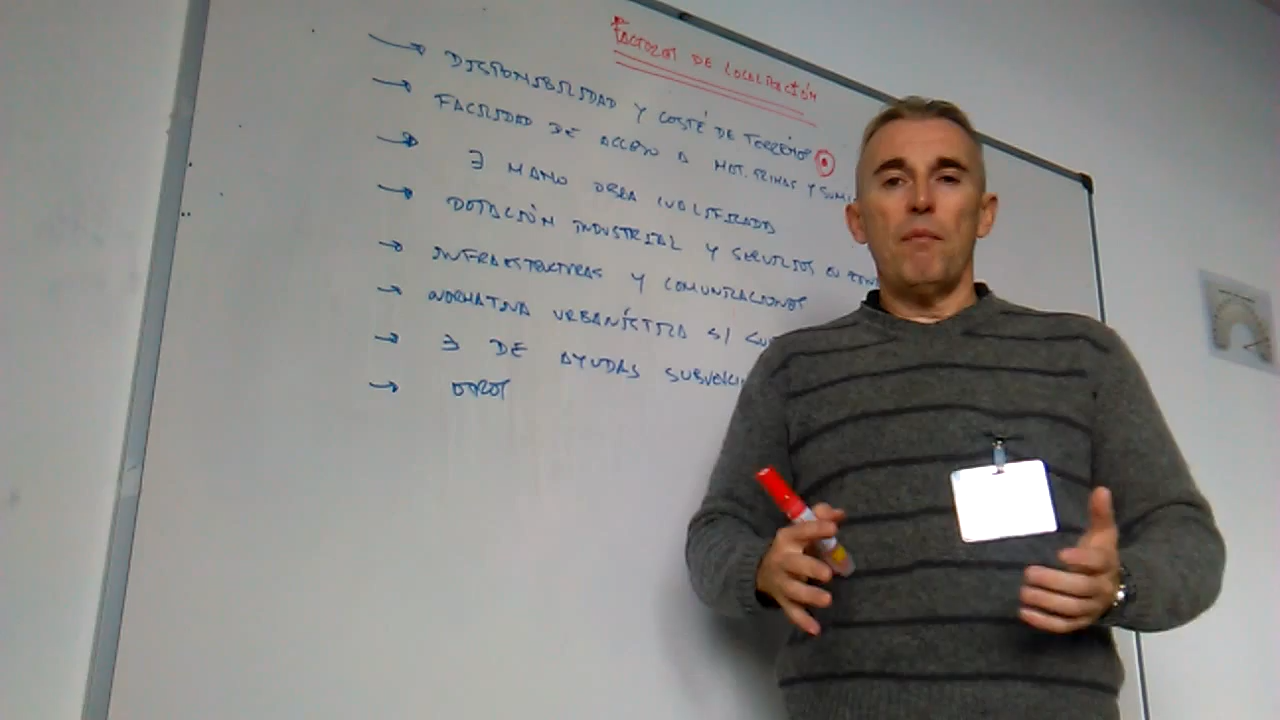 FACTORES DE LOCALIZACIÓN
→ DISPONIBILIDAD Y COSTE DE TERRENOS
→ FACILIDAD DE ACCESO A MAT. PRIMAS Y
→ ∃ MANO OBRA CUALIFICADA
→ DOTACIÓN INDUSTRIAL Y SERVICIOS
→ INFRAESTRUCTURAS Y COMUNICACIONES
→ NORMATIVA URBANÍSTICA S/
→ ∃ DE AYUDAS
→ OTROS